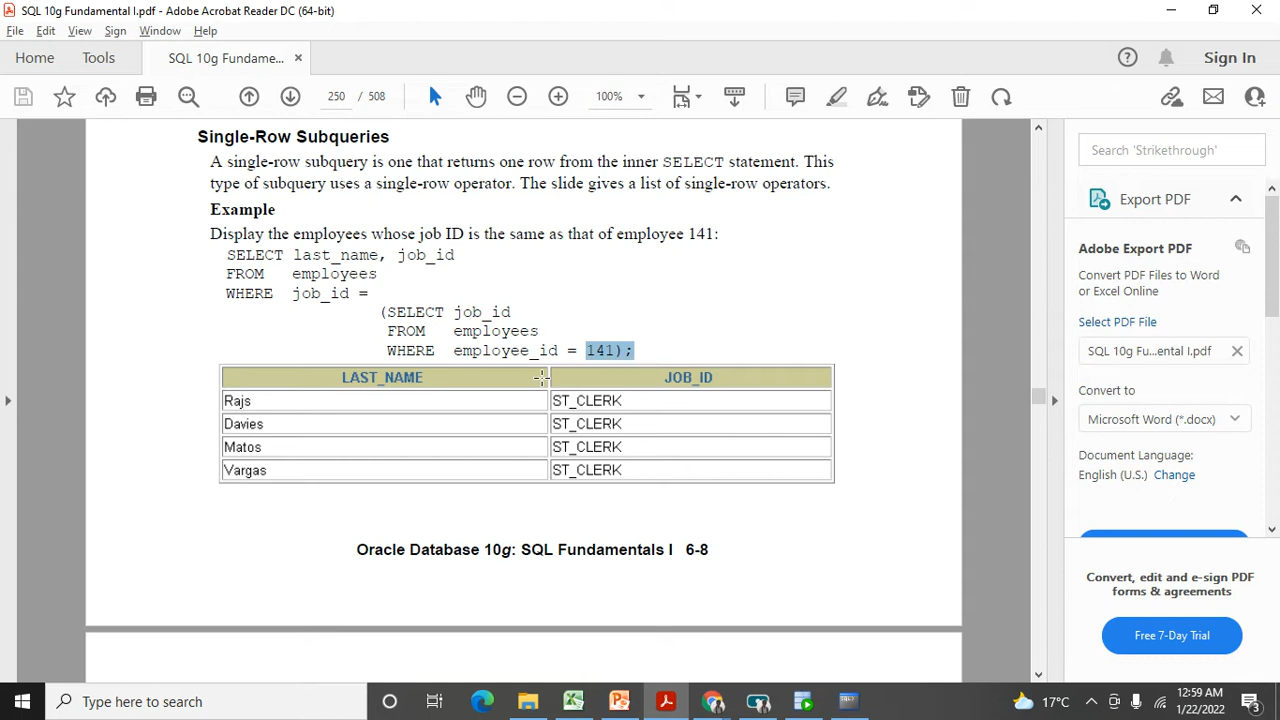 SQL 10g Fundamental I.pdf - Adobe Acrobat Reader DC (64-bit)
File Edit View Sign Window Help
Home Tools SQL 10g Fundame... × Sign In
250 / 508 100%
Single-Row Subqueries
A single-row subquery is one that returns one row from the inner SELECT statement. This
type of subquery uses a single-row operator. The slide gives a list of single-row operators.
Example
Display the employees whose job ID is the same as that of employee 141:
SELECT last_name, job_id
FROM employees
WHERE job_id =
(SELECT job_id
FROM employees
WHERE employee_id = 141);
LAST_NAME JOB_ID
Rajs ST_CLERK
Davies ST_CLERK
Matos ST_CLERK
Vargas ST_CLERK
Oracle Database 10g: SQL Fundamentals I 6-8
Search 'Strikethrough'
Export PDF
Adobe Export PDF
Convert PDF Files to Word
or Excel Online
Select PDF File
SQL 10g Fu...ental I.pdf
Convert to
Microsoft Word (*.docx)
Document Language:
English (U.S.) Change
Convert, edit and e-sign PDF
forms & agreements
Free 7-Day Trial
Type here to search
17°C
12:59 AM
1/22/2022
3